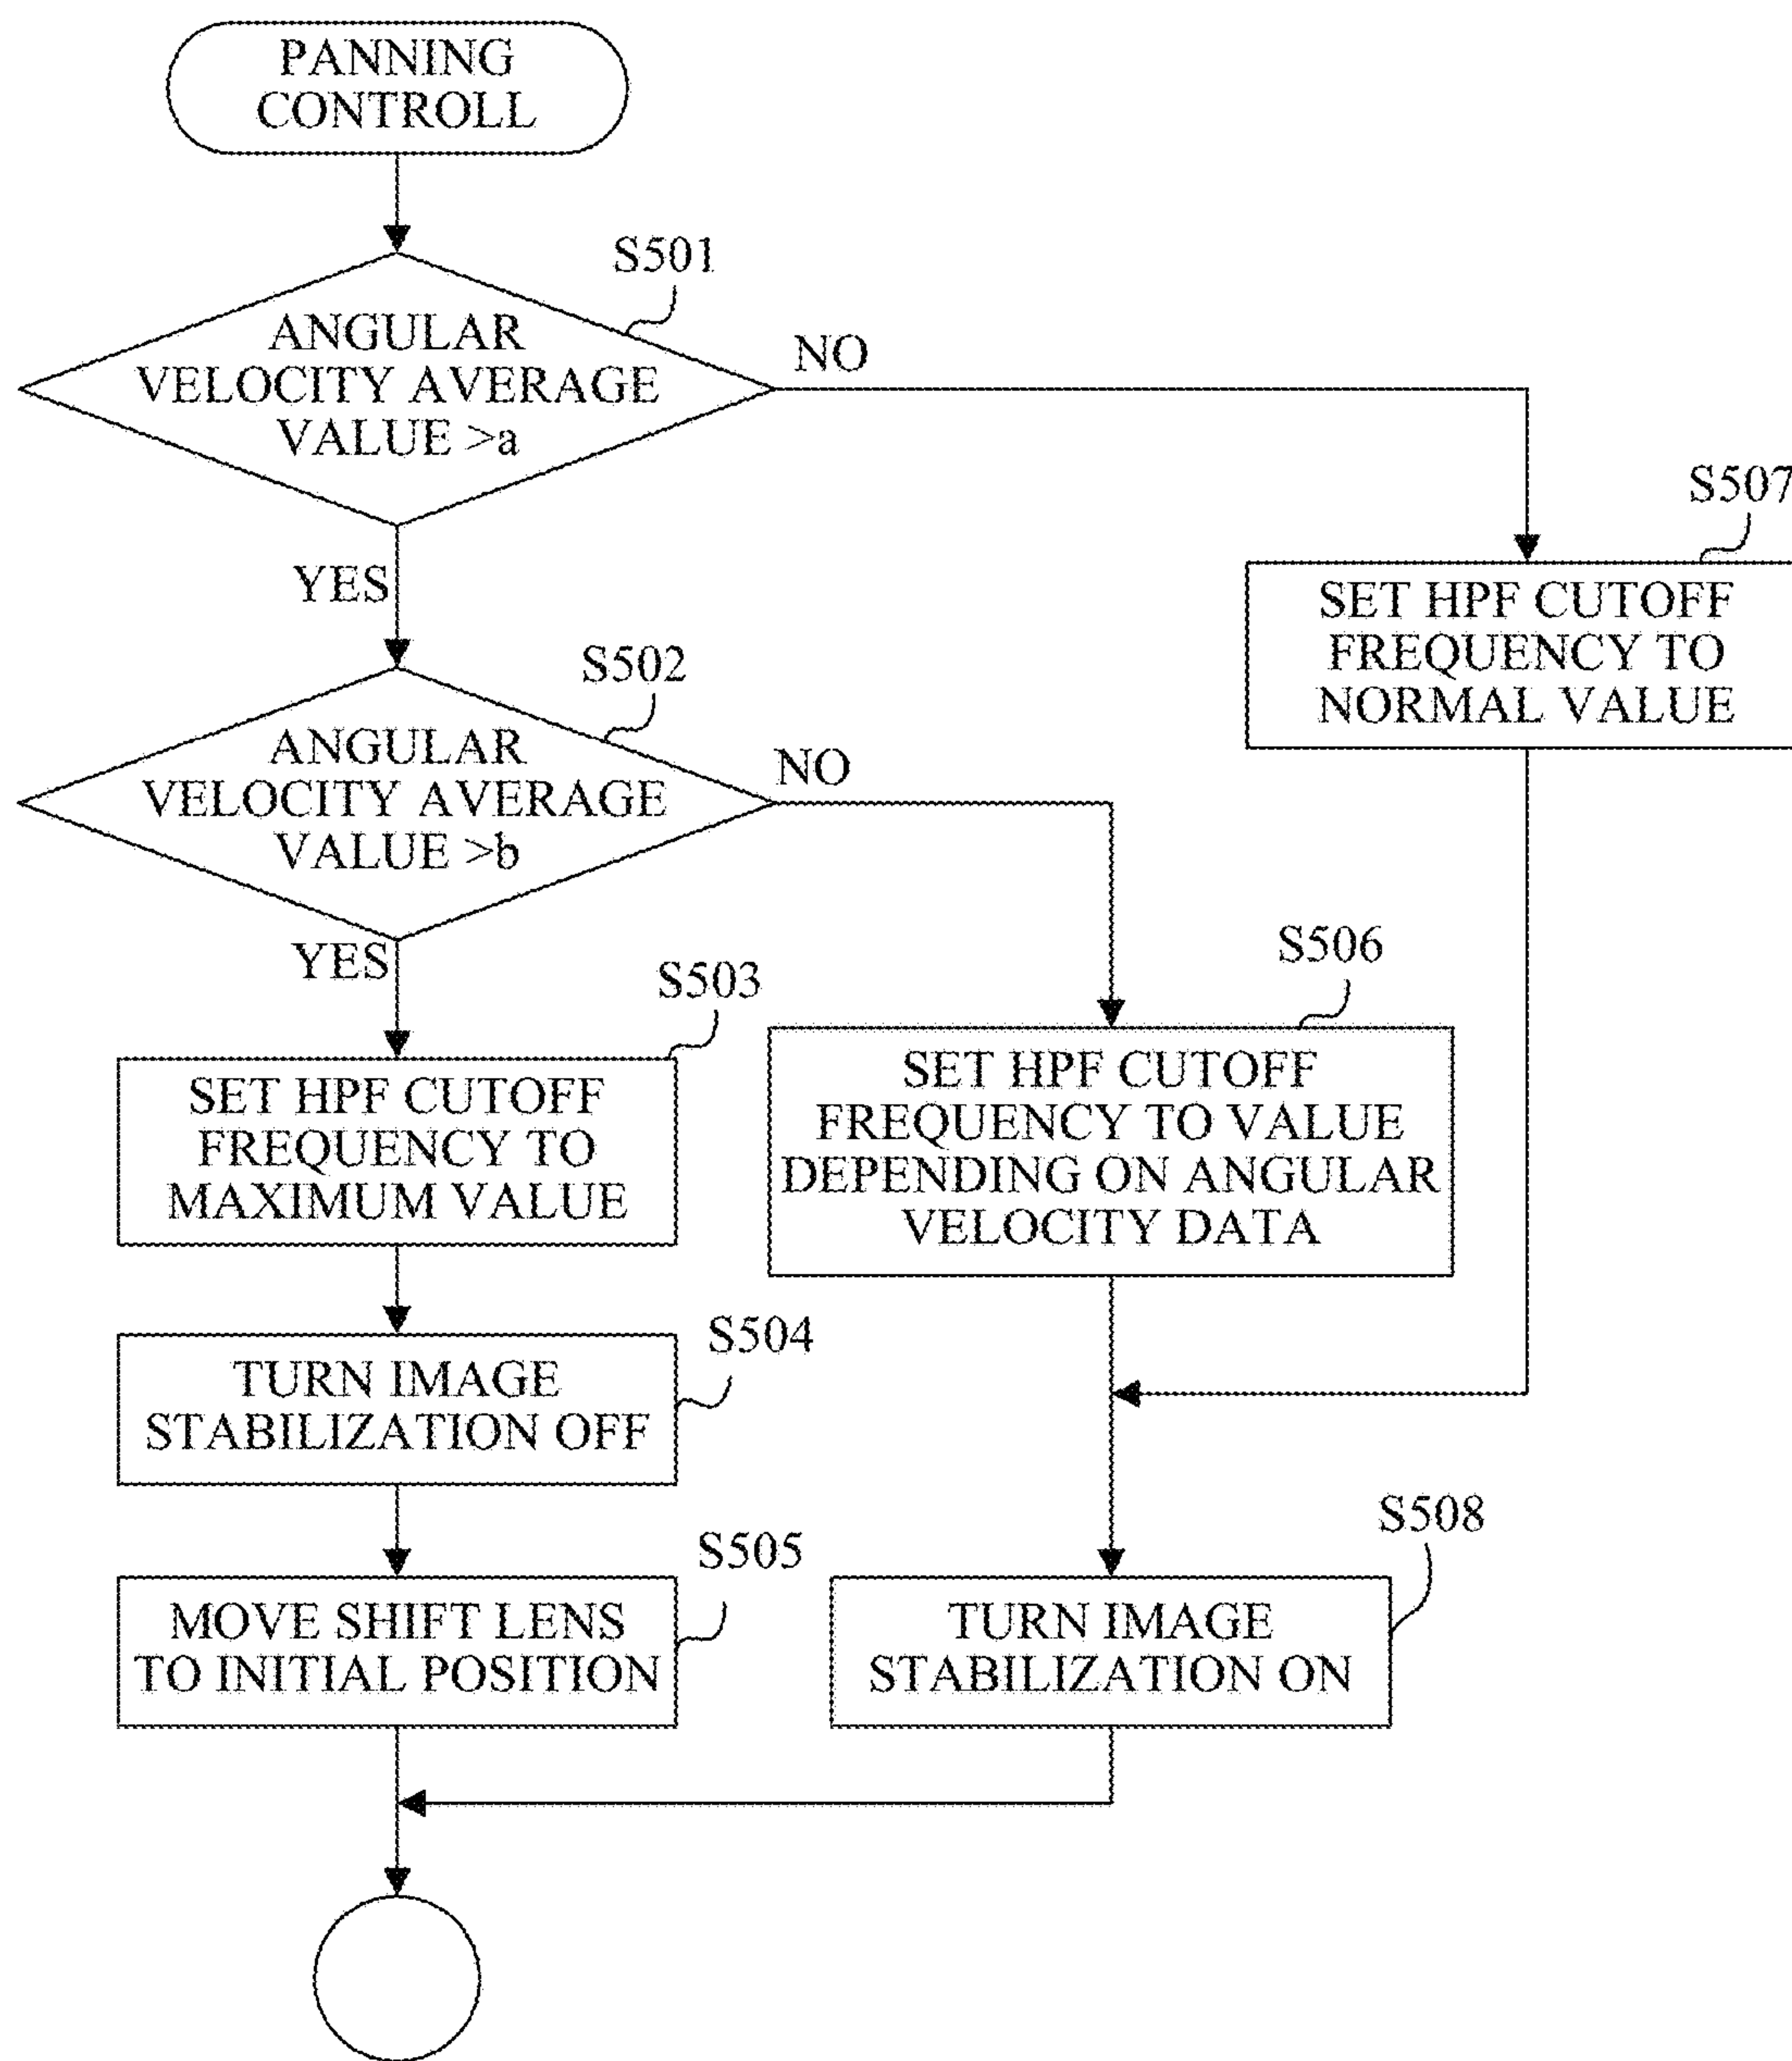 PANNING
CONTROLL
S501
ANGULAR
VELOCITY AVERAGE
VALUE >a
NO
YES
S507
SET HPF CUTOFF
FREQUENCY TO
NORMAL VALUE
S502
ANGULAR
VELOCITY AVERAGE
VALUE >b
NO
YES
S503
SET HPF CUTOFF
FREQUENCY TO
MAXIMUM VALUE
S506
SET HPF CUTOFF
FREQUENCY TO VALUE
DEPENDING ON ANGULAR
VELOCITY DATA
S504
TURN IMAGE
STABILIZATION OFF
S505
MOVE SHIFT LENS
TO INITIAL POSITION
S508
TURN IMAGE
STABILIZATION ON